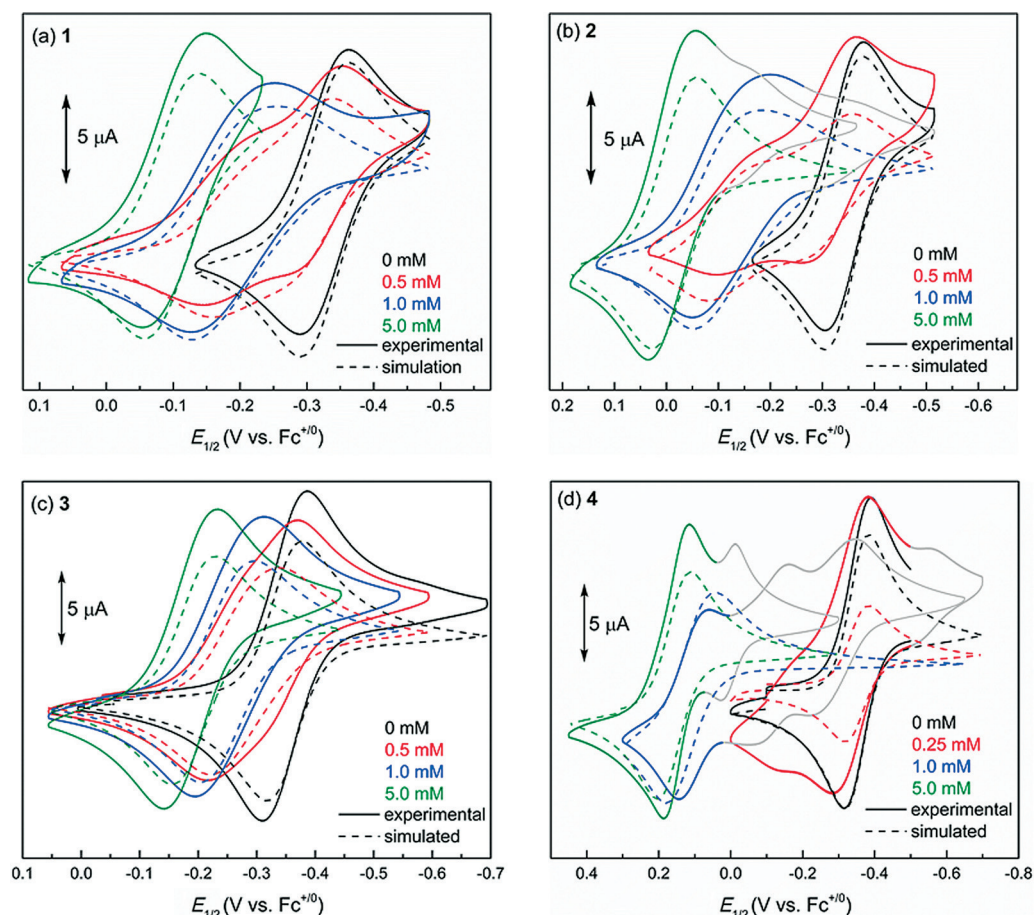 (a) 1
5 µA
0 mM
0.5 mM
1.0 mM
5.0 mM
experimental
simulation
0.1 0.0 -0.1 -0.2 -0.3 -0.4 -0.5
E1/2 (V vs. Fc+/0)
(b) 2
5 µA
0 mM
0.5 mM
1.0 mM
5.0 mM
experimental
simulated
0.2 0.1 0.0 -0.1 -0.2 -0.3 -0.4 -0.5 -0.6
E1/2 (V vs. Fc+/0)
(c) 3
5 µA
0 mM
0.5 mM
1.0 mM
5.0 mM
experimental
simulated
0.1 0.0 -0.1 -0.2 -0.3 -0.4 -0.5 -0.6 -0.7
E1/2 (V vs. Fc+/0)
(d) 4
5 µA
0 mM
0.25 mM
1.0 mM
5.0 mM
experimental
simulated
0.4 0.2 0.0 -0.2 -0.4 -0.6 -0.8
E1/2 (V vs. Fc+/0)